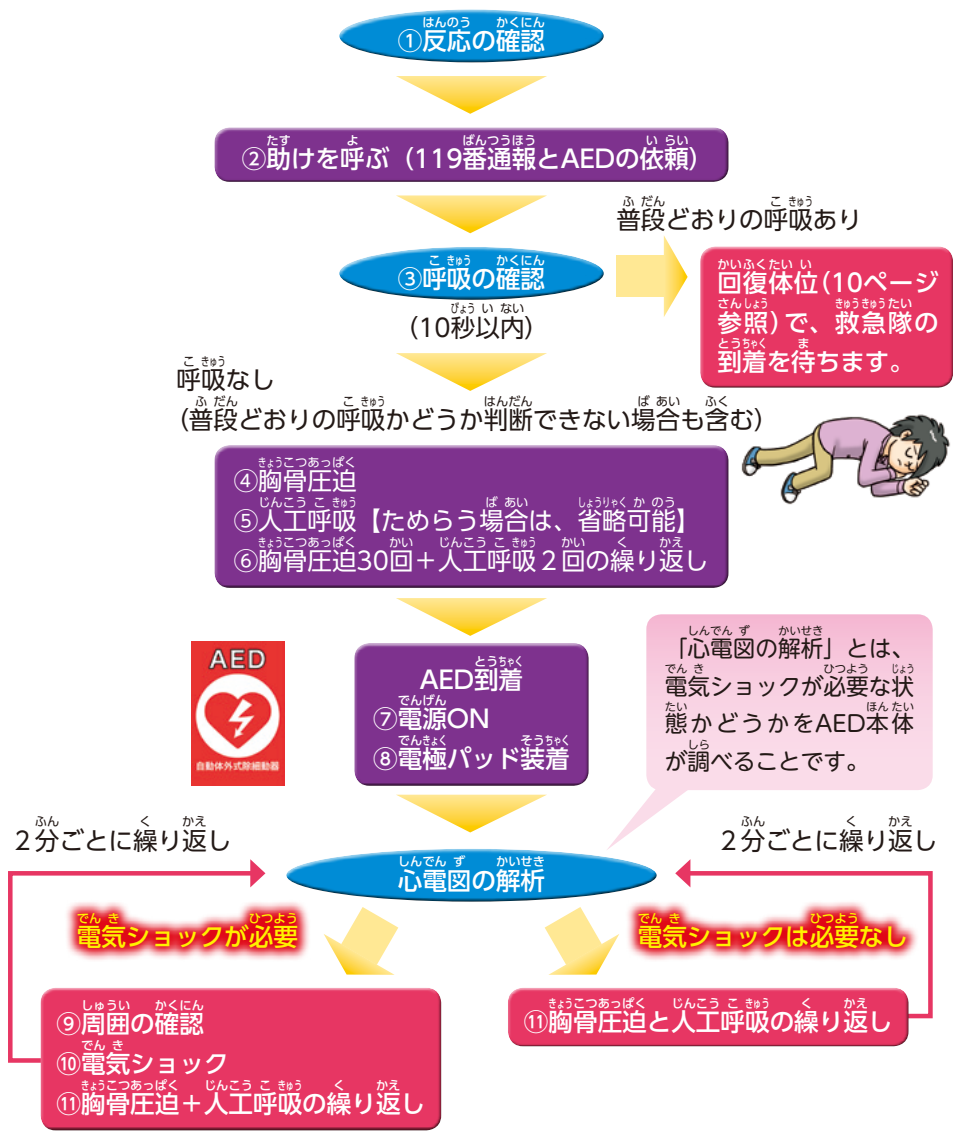 ①反応の確認
②助けを呼ぶ(119番通報とAEDの依頼)
普段どおりの呼吸あり
③呼吸の確認
(10秒以内)
回復体位(10ページ
参照)で、救急隊の
到着を待ちます。
呼吸なし
(普段どおりの呼吸かどうか判断できない場合も含む)
④胸骨圧迫
⑤人工呼吸【ためらう場合は、省略可能】
⑥胸骨圧迫30回+人工呼吸2回の繰り返し
AED
自動体外式除細動器
AED到着
⑦電源ON
⑧電極パッド装着
「心電図の解析」とは、
電気ショックが必要な状
態かどうかをAED本体
が調べることです。
2分ごとに繰り返し
2分ごとに繰り返し
心電図の解析
電気ショックが必要
電気ショックは必要なし
⑨周囲の確認
⑩電気ショック
⑪胸骨圧迫+人工呼吸の繰り返し
⑪胸骨圧迫と人工呼吸の繰り返し